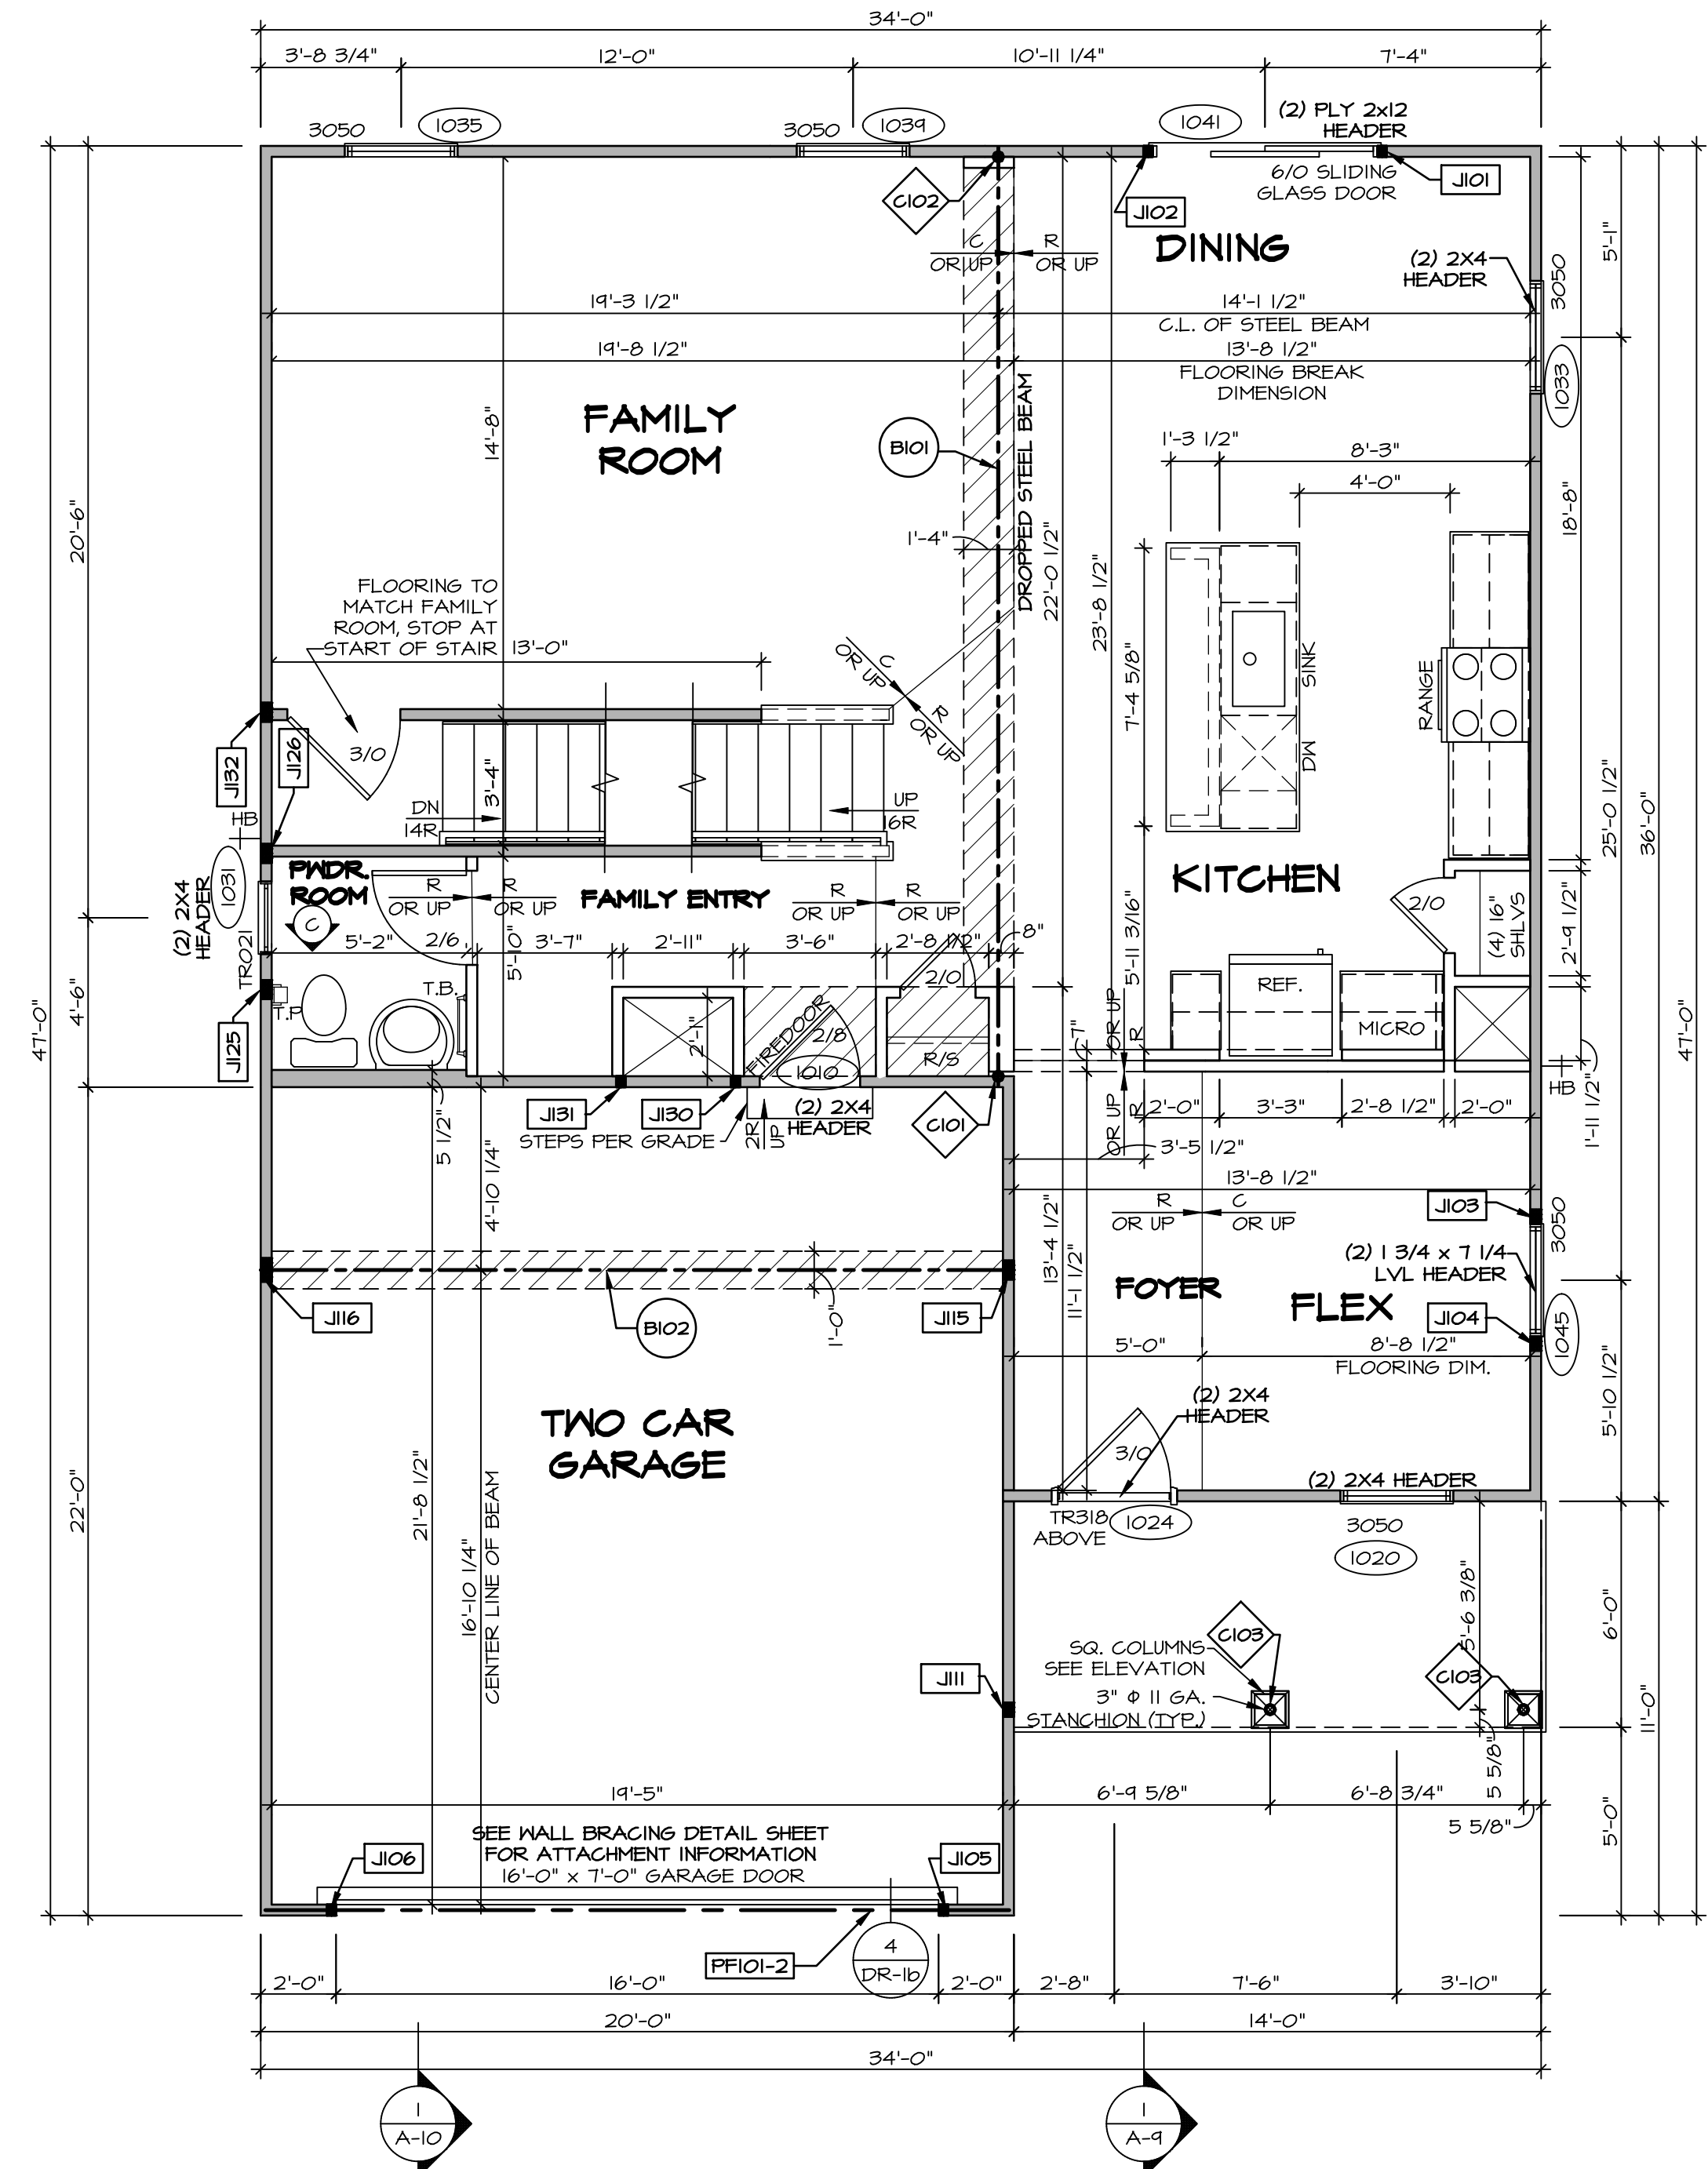 34'-0"
3'-8 3/4"
12'-0"
10'-11 1/4"
7'-4"
3050
1035
3050
1039
1041
(2) PLY 2x12
HEADER
6/0 SLIDING
GLASS DOOR
J101
J102
C102
DINING
C
OR UP
R
OR UP
(2) 2X4
HEADER
3050
1033
5'-1"
19'-3 1/2"
14'-1 1/2"
C.L. OF STEEL BEAM
19'-8 1/2"
13'-8 1/2"
FLOORING BREAK
DIMENSION
FAMILY
ROOM
14'-8"
B101
DROPPED STEEL BEAM
1'-4"
22'-0 1/2"
23'-8 1/2"
1'-3 1/2"
8'-3"
4'-0"
18'-8"
20'-6"
25'-0 1/2"
36'-0"
47'-0"
47'-0"
FLOORING TO
MATCH FAMILY
ROOM, STOP AT
START OF STAIR
13'-0"
C
OR UP
R
OR UP
7'-4 5/8"
SINK
DW
RANGE
3/0
J132
J126
HB
3'-4"
DN
14R
UP
16R
PWDR.
ROOM
C
1031
(2) 2X4
HEADER
TR021
R
OR UP
R
OR UP
FAMILY ENTRY
R
OR UP
R
OR UP
KITCHEN
2/0
(4) 16"
SHLVS
2'-9 1/2"
5'-2"
2/6
5'-10"
3'-7"
2'-11"
3'-6"
2'-8 1/2"
8"
5'-11 3/16"
4'-6"
T.P.
T.B.
J125
2'-1"
FIREDOOR
2/8
1010
2/0
R/S
REF.
MICRO
7"
R
OR UP
R
OR UP
HB
1'-11 1/2"
J131
J130
(2) 2X4
HEADER
STEPS PER GRADE
2R
UP
C101
5 1/2"
4'-10 1/4"
2'-0"
3'-3"
2'-8 1/2"
2'-0"
3'-5 1/2"
13'-8 1/2"
R
OR UP
C
OR UP
J103
3050
(2) 1 3/4 x 7 1/4
LVL HEADER
J104
1045
13'-4 1/2"
11'-1 1/2"
FOYER
FLEX
J116
B102
J115
1'-0"
5'-0"
8'-8 1/2"
FLOORING DIM.
5'-10 1/2"
TWO CAR
GARAGE
22'-0"
21'-8 1/2"
16'-10 1/4"
CENTER LINE OF BEAM
(2) 2X4
HEADER
3/0
(2) 2X4 HEADER
TR318
ABOVE
1024
3050
1020
5'-6 3/8"
6'-0"
11'-0"
C103
C103
SQ. COLUMNS
SEE ELEVATION
3" Φ 11 GA.
STANCHION (TYP.)
J111
5 5/8"
19'-5"
6'-9 5/8"
6'-8 3/4"
5 5/8"
5'-0"
SEE WALL BRACING DETAIL SHEET
FOR ATTACHMENT INFORMATION
16'-0" x 7'-0" GARAGE DOOR
J106
J105
PF101-2
4
DR-1b
2'-0"
16'-0"
2'-0"
2'-8"
7'-6"
3'-10"
20'-0"
14'-0"
34'-0"
1
A-10
1
A-9